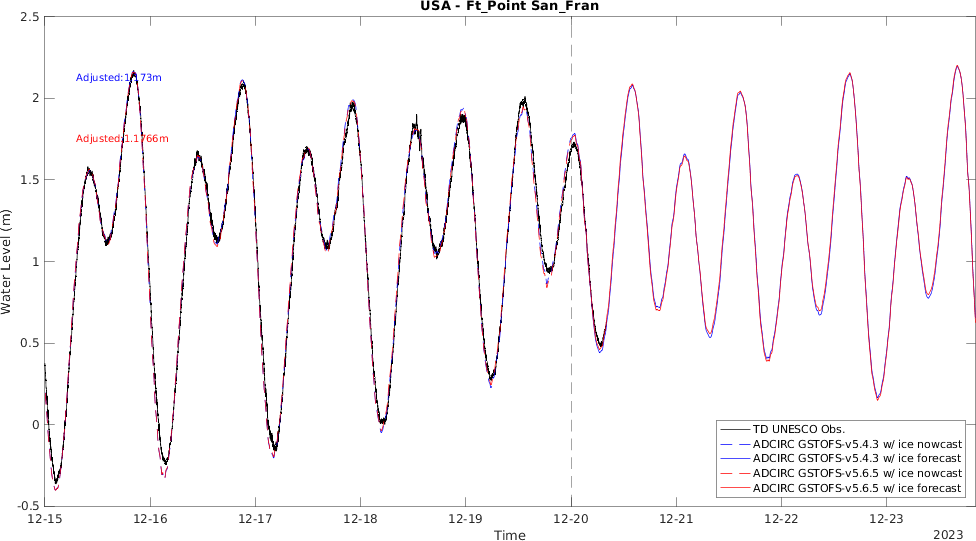 USA - Ft_Point San_Fran
2.5
2
1.5
1
0.5
0
-0.5
Water Level (m)
Adjusted:1.1766m
12-15
12-16
12-17
12-18
12-19
12-20
12-21
12-22
12-23
Time
2023
TD UNESCO Obs.
ADCIRC GSTOFS-v5.4.3 w/ ice nowcast
ADCIRC GSTOFS-v5.4.3 w/ ice forecast
ADCIRC GSTOFS-v5.6.5 w/ ice nowcast
ADCIRC GSTOFS-v5.6.5 w/ ice forecast